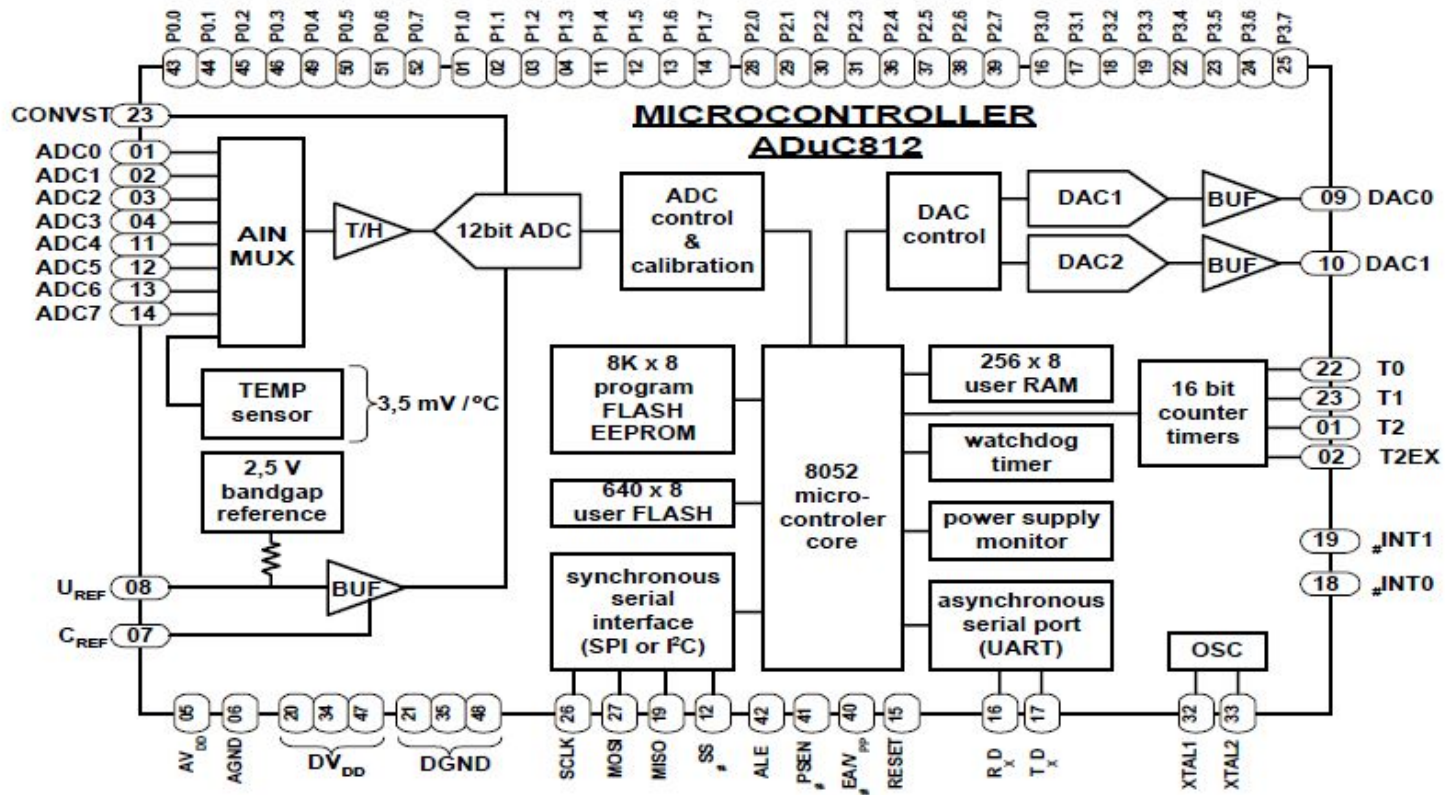 P0.0 P0.1 P0.2 P0.3 P0.4 P0.5 P0.6 P0.7 P1.0 P1.1 P1.2 P1.3 P1.4 P1.5 P1.6 P1.7 P2.0 P2.1 P2.2 P2.3 P2.4 P2.5 P2.6 P2.7 P3.0 P3.1 P3.2 P3.3 P3.4 P3.5 P3.6 P3.7
43 44 45 46 49 50 51 52 01 02 03 04 11 12 13 14 28 29 30 31 36 37 38 39 16 17 18 19 22 23 24 25
MICROCONTROLLER
ADuC812
CONVST 23
ADC0 01
ADC1 02
ADC2 03
ADC3 04
ADC4 11
ADC5 12
ADC6 13
ADC7 14
AIN
MUX
T/H
12bit ADC
ADC
control
&
calibration
DAC
control
DAC1
BUF
09 DAC0
DAC2
BUF
10 DAC1
TEMP
sensor
3,5 mV / ºC
2,5 V
bandgap
reference
UREF 08
BUF
CREF 07
8K x 8
program
FLASH
EEPROM
640 x 8
user FLASH
synchronous
serial
interface
(SPI or I²C)
8052
micro-
controler
core
256 x 8
user RAM
watchdog
timer
power supply
monitor
asynchronous
serial port
(UART)
16 bit
counter
timers
22 T0
23 T1
01 T2
02 T2EX
19 #INT1
18 #INT0
OSC
05 06 20 34 47 21 35 48 26 27 19 12 42 41 40 15 16 17 32 33
AVDD AGND DVDD DGND SCLK MOSI MISO SS# ALE PSEN# EA/VPP# RESET RXD TXD XTAL1 XTAL2